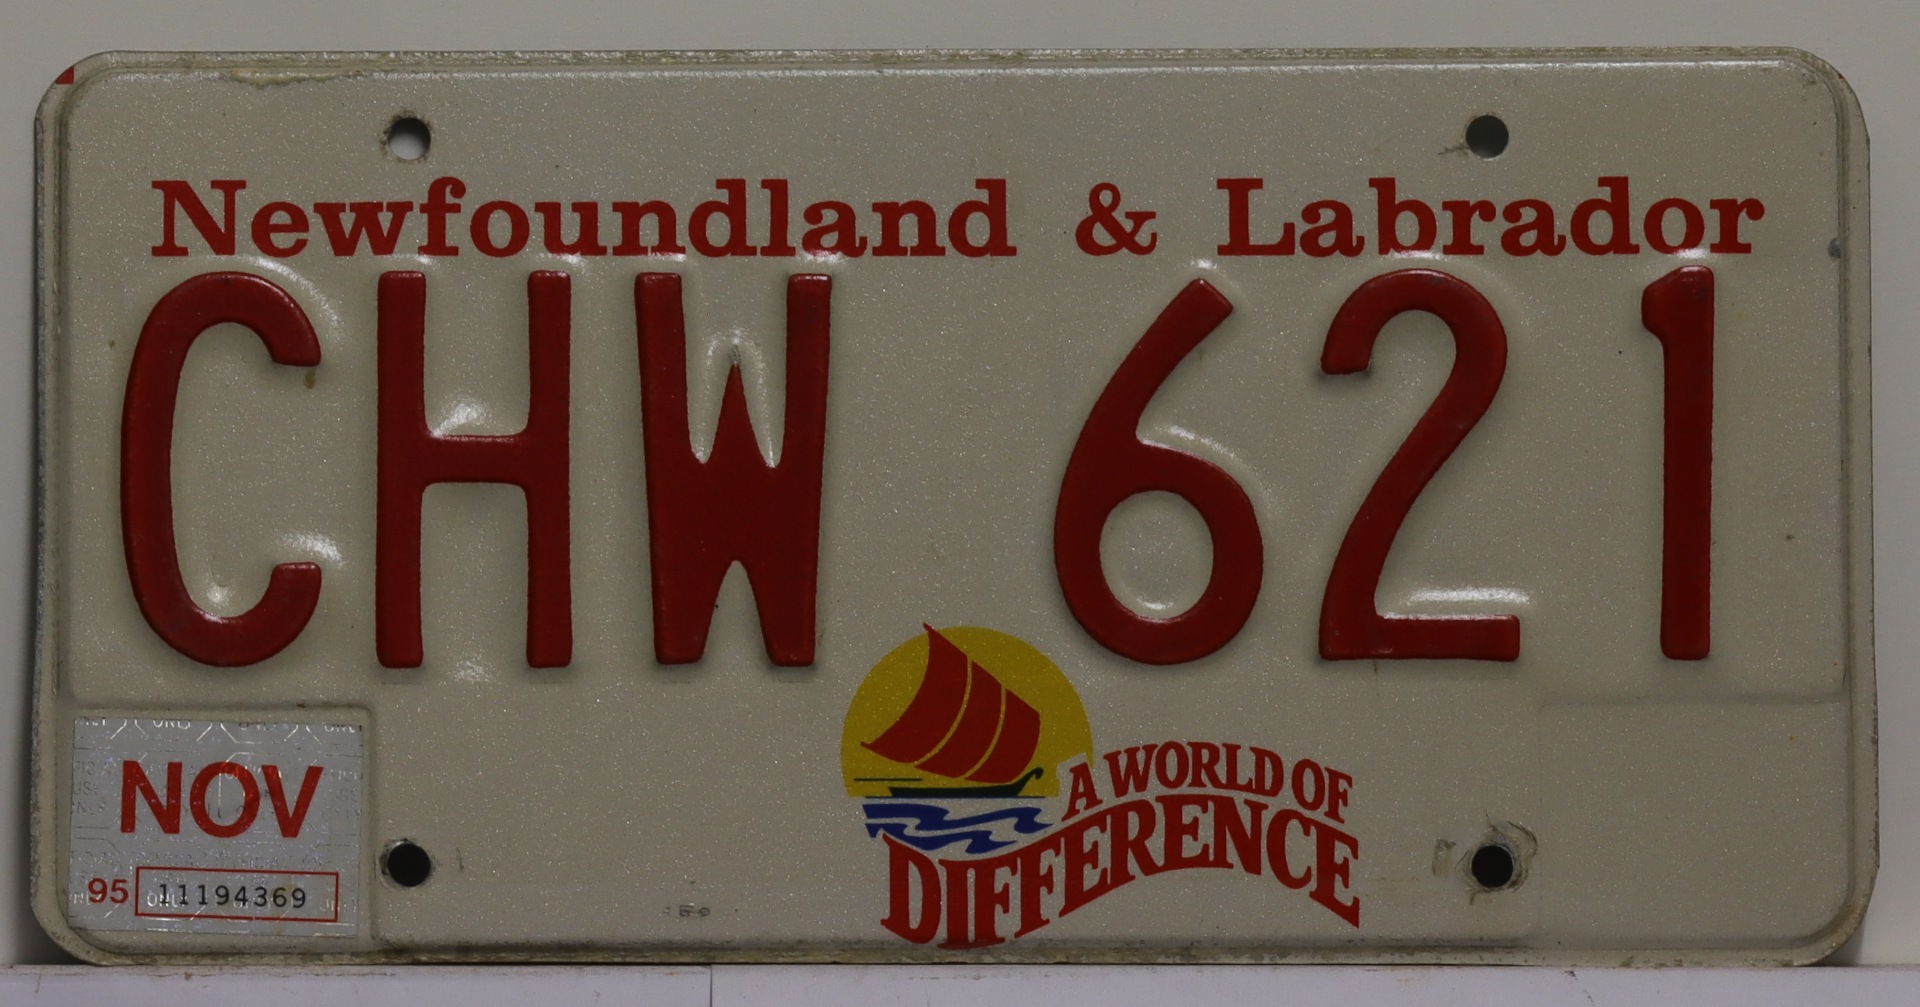 Newfoundland & Labrador
CHW 621
A WORLD OF
DIFFERENCE
NOV
95 11194369